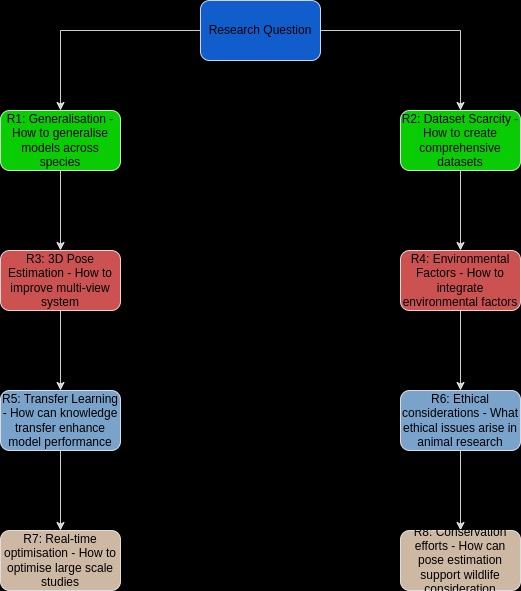 Research Question
R1: Generalisation -
How to generalise
models across
species
R2: Dataset Scarcity -
How to create
comprehensive
datasets
R3: 3D Pose
Estimation - How to
improve multi-view
system
R4: Environmental
Factors - How to
integrate
environmental factors
R5: Transfer Learning
- How can knowledge
transfer enhance
model performance
R6: Ethical
considerations - What
ethical issues arise in
animal research
R7: Real-time
optimisation - How to
optimise large scale
studies
R8: Conservation
efforts - How can
pose estimation
support wildlife
consideration